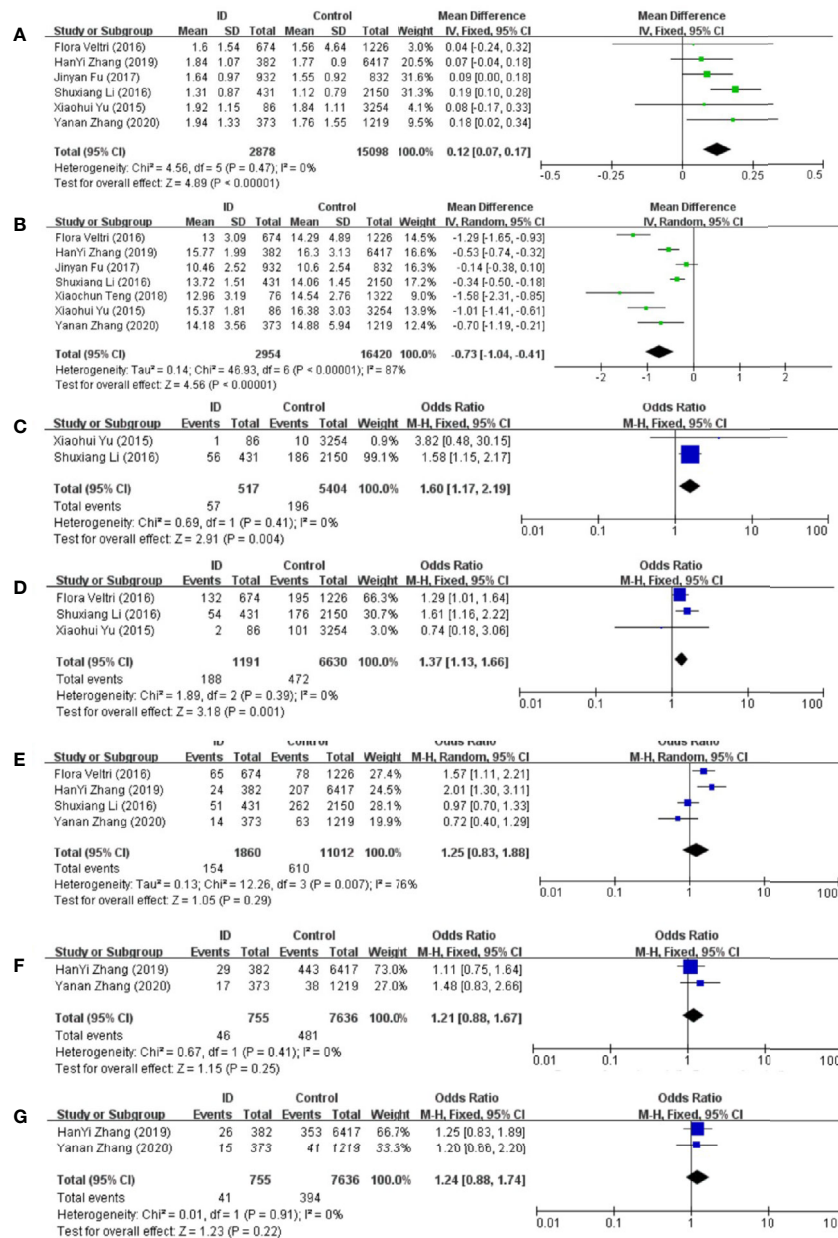 A
ID Control Mean Difference Mean Difference
Study or Subgroup Mean SD Total Mean SD Total Weight IV, Fixed, 95% CI IV, Fixed, 95% CI
Flora Veltri (2016) 1.6 1.54 674 1.56 4.64 1226 3.0% 0.04 [-0.24, 0.32]
HanYi Zhang (2019) 1.84 1.07 382 1.77 0.9 6417 20.6% 0.07 [-0.04, 0.18]
Jinyan Fu (2017) 1.64 0.97 932 1.55 0.92 832 31.6% 0.09 [0.00, 0.18]
Shuxiang Li (2016) 1.31 0.87 431 1.12 0.79 2150 31.3% 0.19 [0.10, 0.28]
Xiaohui Yu (2015) 1.92 1.15 86 1.84 1.11 3254 4.1% 0.08 [-0.17, 0.33]
Yanan Zhang (2020) 1.94 1.33 373 1.76 1.55 1219 9.5% 0.18 [0.02, 0.34]
Total (95% CI) 2878 15098 100.0% 0.12 [0.07, 0.17]
Heterogeneity: Chi² = 4.56, df = 5 (P = 0.47); I² = 0%
Test for overall effect: Z = 4.89 (P < 0.00001)
-0.5 -0.25 0 0.25 0.5
B
ID Control Mean Difference Mean Difference
Study or Subgroup Mean SD Total Mean SD Total Weight IV, Random, 95% CI IV, Random, 95% CI
Flora Veltri (2016) 13 3.09 674 14.29 4.89 1226 14.5% -1.29 [-1.65, -0.93]
HanYi Zhang (2019) 15.77 1.99 382 16.3 3.13 6417 16.6% -0.53 [-0.74, -0.32]
Jinyan Fu (2017) 10.46 2.52 932 10.6 2.54 832 16.3% -0.14 [-0.38, 0.10]
Shuxiang Li (2016) 13.72 1.51 431 14.06 1.45 2150 17.2% -0.34 [-0.50, -0.18]
Xiaochun Teng (2018) 12.96 3.19 76 14.54 2.76 1322 9.0% -1.58 [-2.31, -0.85]
Xiaohui Yu (2015) 15.37 1.81 86 16.38 3.03 3254 13.9% -1.01 [-1.41, -0.61]
Yanan Zhang (2020) 14.18 3.56 373 14.88 5.94 1219 12.4% -0.70 [-1.19, -0.21]
Total (95% CI) 2954 16420 100.0% -0.73 [-1.04, -0.41]
Heterogeneity: Tau² = 0.14; Chi² = 46.93, df = 6 (P < 0.00001); I² = 87%
Test for overall effect: Z = 4.56 (P < 0.00001)
-2 -1 0 1 2
C
ID Control Odds Ratio Odds Ratio
Study or Subgroup Events Total Events Total Weight M-H, Fixed, 95% CI M-H, Fixed, 95% CI
Xiaohui Yu (2015) 1 86 10 3254 0.9% 3.82 [0.48, 30.15]
Shuxiang Li (2016) 56 431 186 2150 99.1% 1.58 [1.15, 2.17]
Total (95% CI) 517 5404 100.0% 1.60 [1.17, 2.19]
Total events 57 196
Heterogeneity: Chi² = 0.69, df = 1 (P = 0.41); I² = 0%
Test for overall effect: Z = 2.91 (P = 0.004)
0.01 0.1 1 10 100
D
ID Control Odds Ratio Odds Ratio
Study or Subgroup Events Total Events Total Weight M-H, Fixed, 95% CI M-H, Fixed, 95% CI
Flora Veltri (2016) 132 674 195 1226 66.3% 1.29 [1.01, 1.64]
Shuxiang Li (2016) 54 431 176 2150 30.7% 1.61 [1.16, 2.22]
Xiaohui Yu (2015) 2 86 101 3254 3.0% 0.74 [0.18, 3.06]
Total (95% CI) 1191 6630 100.0% 1.37 [1.13, 1.66]
Total events 188 472
Heterogeneity: Chi² = 1.89, df = 2 (P = 0.39); I² = 0%
Test for overall effect: Z = 3.18 (P = 0.001)
0.01 0.1 1 10 100
E
ID Control Odds Ratio Odds Ratio
Study or Subgroup Events Total Events Total Weight M-H, Random, 95% CI M-H, Random, 95% CI
Flora Veltri (2016) 65 674 78 1226 27.4% 1.57 [1.11, 2.21]
HanYi Zhang (2019) 24 382 207 6417 24.5% 2.01 [1.30, 3.11]
Shuxiang Li (2016) 51 431 262 2150 28.1% 0.97 [0.70, 1.33]
Yanan Zhang (2020) 14 373 63 1219 19.9% 0.72 [0.40, 1.29]
Total (95% CI) 1860 11012 100.0% 1.25 [0.83, 1.88]
Total events 154 610
Heterogeneity: Tau² = 0.13; Chi² = 12.26, df = 3 (P = 0.007); I² = 76%
Test for overall effect: Z = 1.05 (P = 0.29)
0.01 0.1 1 10 100
F
ID Control Odds Ratio Odds Ratio
Study or Subgroup Events Total Events Total Weight M-H, Fixed, 95% CI M-H, Fixed, 95% CI
HanYi Zhang (2019) 29 382 443 6417 73.0% 1.11 [0.75, 1.64]
Yanan Zhang (2020) 17 373 38 1219 27.0% 1.48 [0.83, 2.66]
Total (95% CI) 755 7636 100.0% 1.21 [0.88, 1.67]
Total events 46 481
Heterogeneity: Chi² = 0.67, df = 1 (P = 0.41); I² = 0%
Test for overall effect: Z = 1.15 (P = 0.25)
0.01 0.1 1 10 100
G
ID Control Odds Ratio Odds Ratio
Study or Subgroup Events Total Events Total Weight M-H, Fixed, 95% CI M-H, Fixed, 95% CI
HanYi Zhang (2019) 26 382 353 6417 66.7% 1.25 [0.83, 1.89]
Yanan Zhang (2020) 15 373 41 1219 33.3% 1.20 [0.66, 2.20]
Total (95% CI) 755 7636 100.0% 1.24 [0.88, 1.74]
Total events 41 394
Heterogeneity: Chi² = 0.01, df = 1 (P = 0.91); I² = 0%
Test for overall effect: Z = 1.23 (P = 0.22)
0.01 0.1 1 10 100